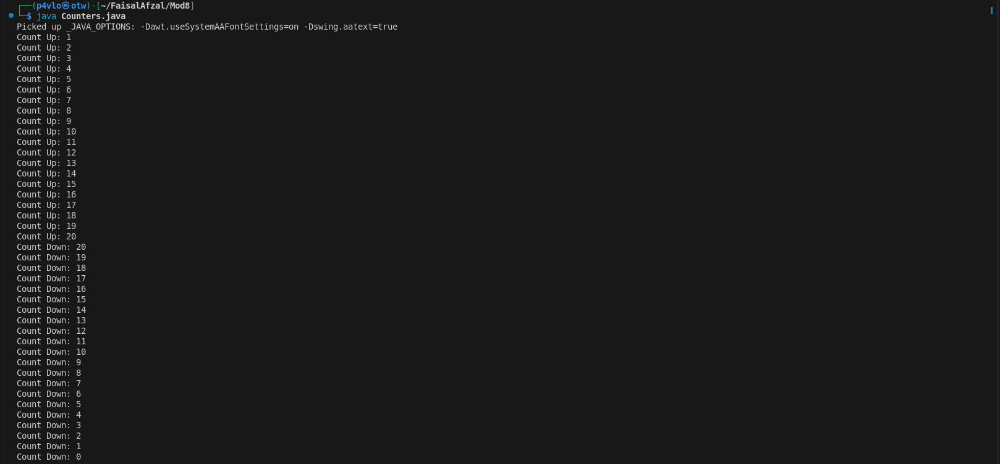 ┌──(p4vlo㉿otw)-[~/FaisalAfzal/Mod8]
└─$ java Counters.java
Picked up _JAVA_OPTIONS: -Dawt.useSystemAAFontSettings=on -Dswing.aatext=true
Count Up: 1
Count Up: 2
Count Up: 3
Count Up: 4
Count Up: 5
Count Up: 6
Count Up: 7
Count Up: 8
Count Up: 9
Count Up: 10
Count Up: 11
Count Up: 12
Count Up: 13
Count Up: 14
Count Up: 15
Count Up: 16
Count Up: 17
Count Up: 18
Count Up: 19
Count Up: 20
Count Down: 20
Count Down: 19
Count Down: 18
Count Down: 17
Count Down: 16
Count Down: 15
Count Down: 14
Count Down: 13
Count Down: 12
Count Down: 11
Count Down: 10
Count Down: 9
Count Down: 8
Count Down: 7
Count Down: 6
Count Down: 5
Count Down: 4
Count Down: 3
Count Down: 2
Count Down: 1
Count Down: 0